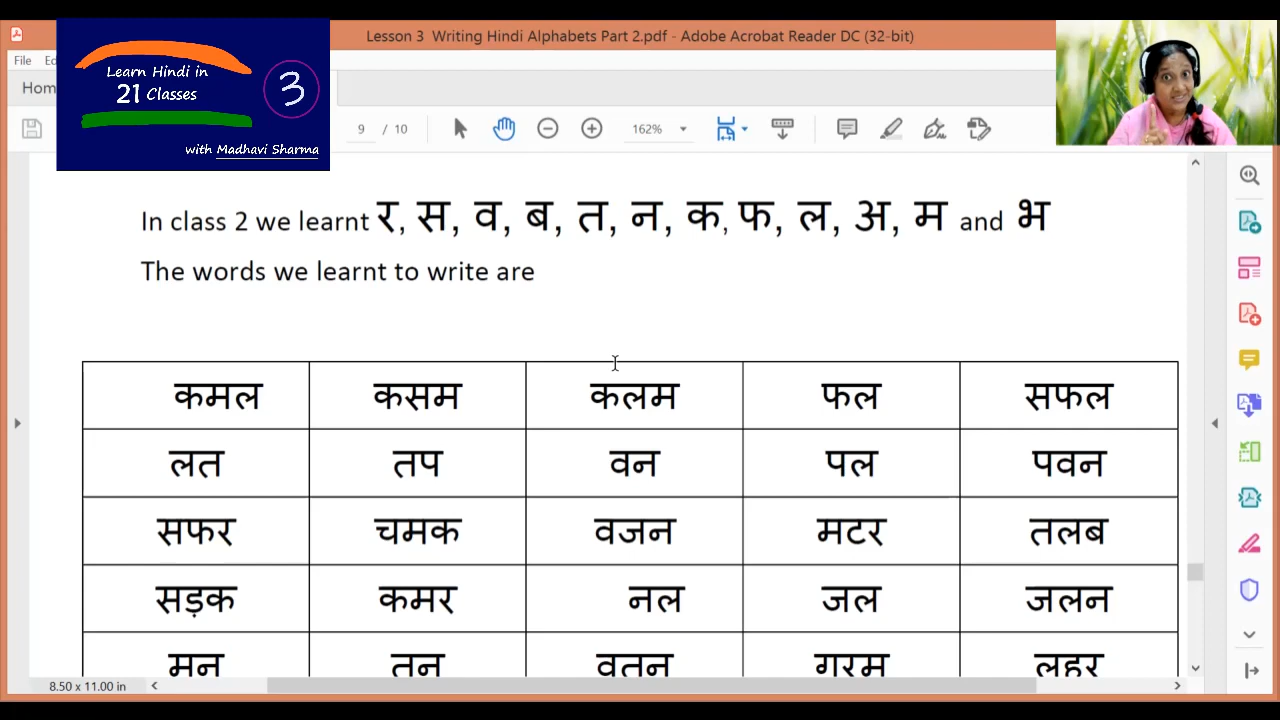 Lesson 3 Writing Hindi Alphabets Part 2.pdf - Adobe Acrobat Reader DC (32-bit)
File
Learn Hindi in
21 Classes
3
with Madhavi Sharma
9 / 10
162%
In class 2 we learnt र, स, व, ब, त, न, क, फ, ल, अ, म and भ
The words we learnt to write are
कमल कसम कलम फल सफल
लत तप वन पल पवन
सफर चमक वजन मटर तलब
सड़क कमर नल जल जलन
मन तन वतन गरम लहर
8.50 x 11.00 in